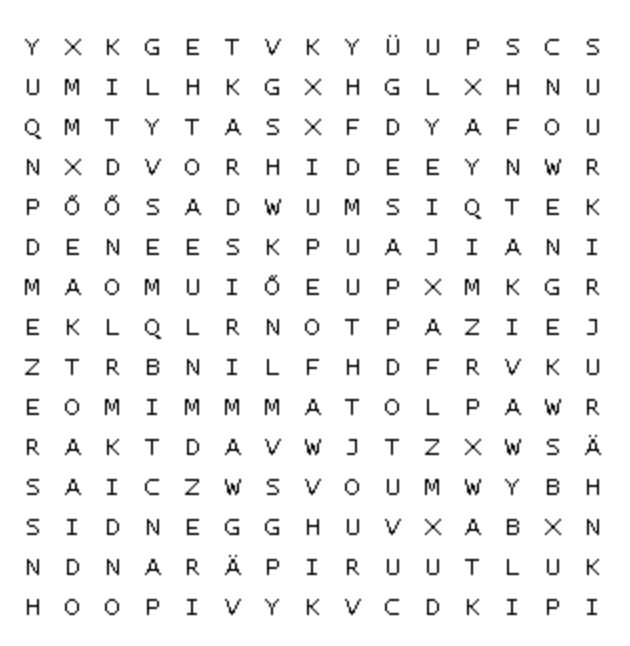 Y X K G E T V K Y Ü U P S C S
U M I L H K G X H G L X H N U
Q M T Y T A S X F D Y A F O U
N X D V O R H I D E E Y N W R
P Ő Ő S A D W U M S I Q T E K
D E N E E S K P U A J I A N I
M A O M U I Ő E U P X M K G R
E K L Q L R N O T P A Z I E J
Z T R B N I L F H D F R V K U
E O M I M M M A T O L P A W R
R A K T D A V W J T Z X W S Ä
S A I C Z W S V O U M W Y B H
S I D N E G G H U V X A B X N
N D N A R Ä P I R U U T L U K
H O O P I V Y K V C D K I P I